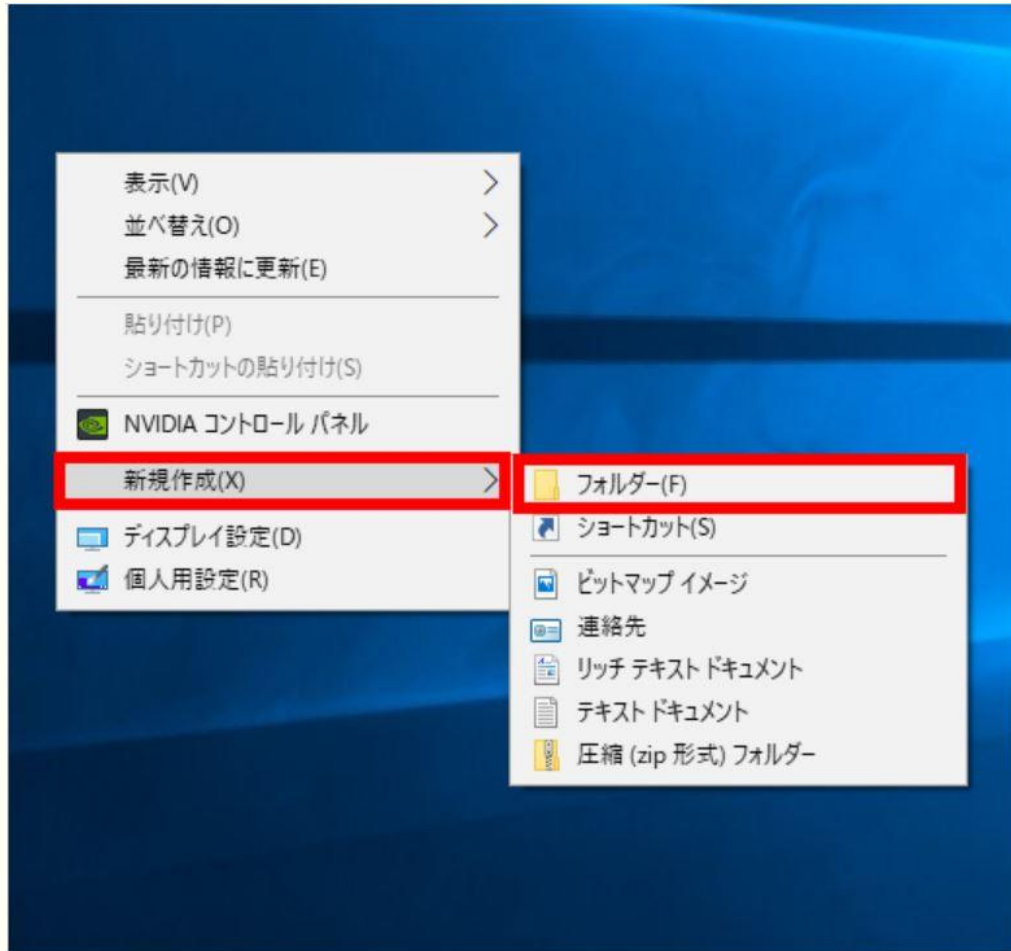 表示(V)
並べ替え(O)
最新の情報に更新(E)
貼り付け(P)
ショートカットの貼り付け(S)
NVIDIA コントロール パネル
新規作成(X)
ディスプレイ設定(D)
個人用設定(R)
フォルダー(F)
ショートカット(S)
ビットマップ イメージ
連絡先
リッチ テキスト ドキュメント
テキスト ドキュメント
圧縮 (zip 形式) フォルダー